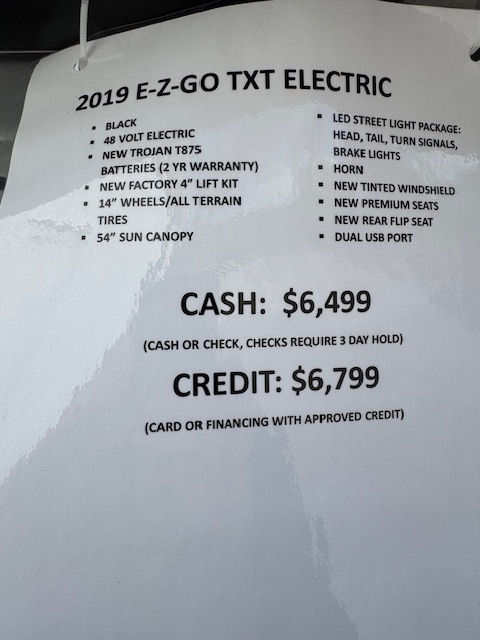 2019 E-Z-GO TXT ELECTRIC
▪ BLACK
▪ 48 VOLT ELECTRIC
▪ NEW TROJAN T875
BATTERIES (2 YR WARRANTY)
▪ NEW FACTORY 4" LIFT KIT
▪ 14" WHEELS/ALL TERRAIN
TIRES
▪ 54" SUN CANOPY
▪ LED STREET LIGHT PACKAGE:
HEAD, TAIL, TURN SIGNALS,
BRAKE LIGHTS
▪ HORN
▪ NEW TINTED WINDSHIELD
▪ NEW PREMIUM SEATS
▪ NEW REAR FLIP SEAT
▪ DUAL USB PORT
CASH: $6,499
(CASH OR CHECK, CHECKS REQUIRE 3 DAY HOLD)
CREDIT: $6,799
(CARD OR FINANCING WITH APPROVED CREDIT)